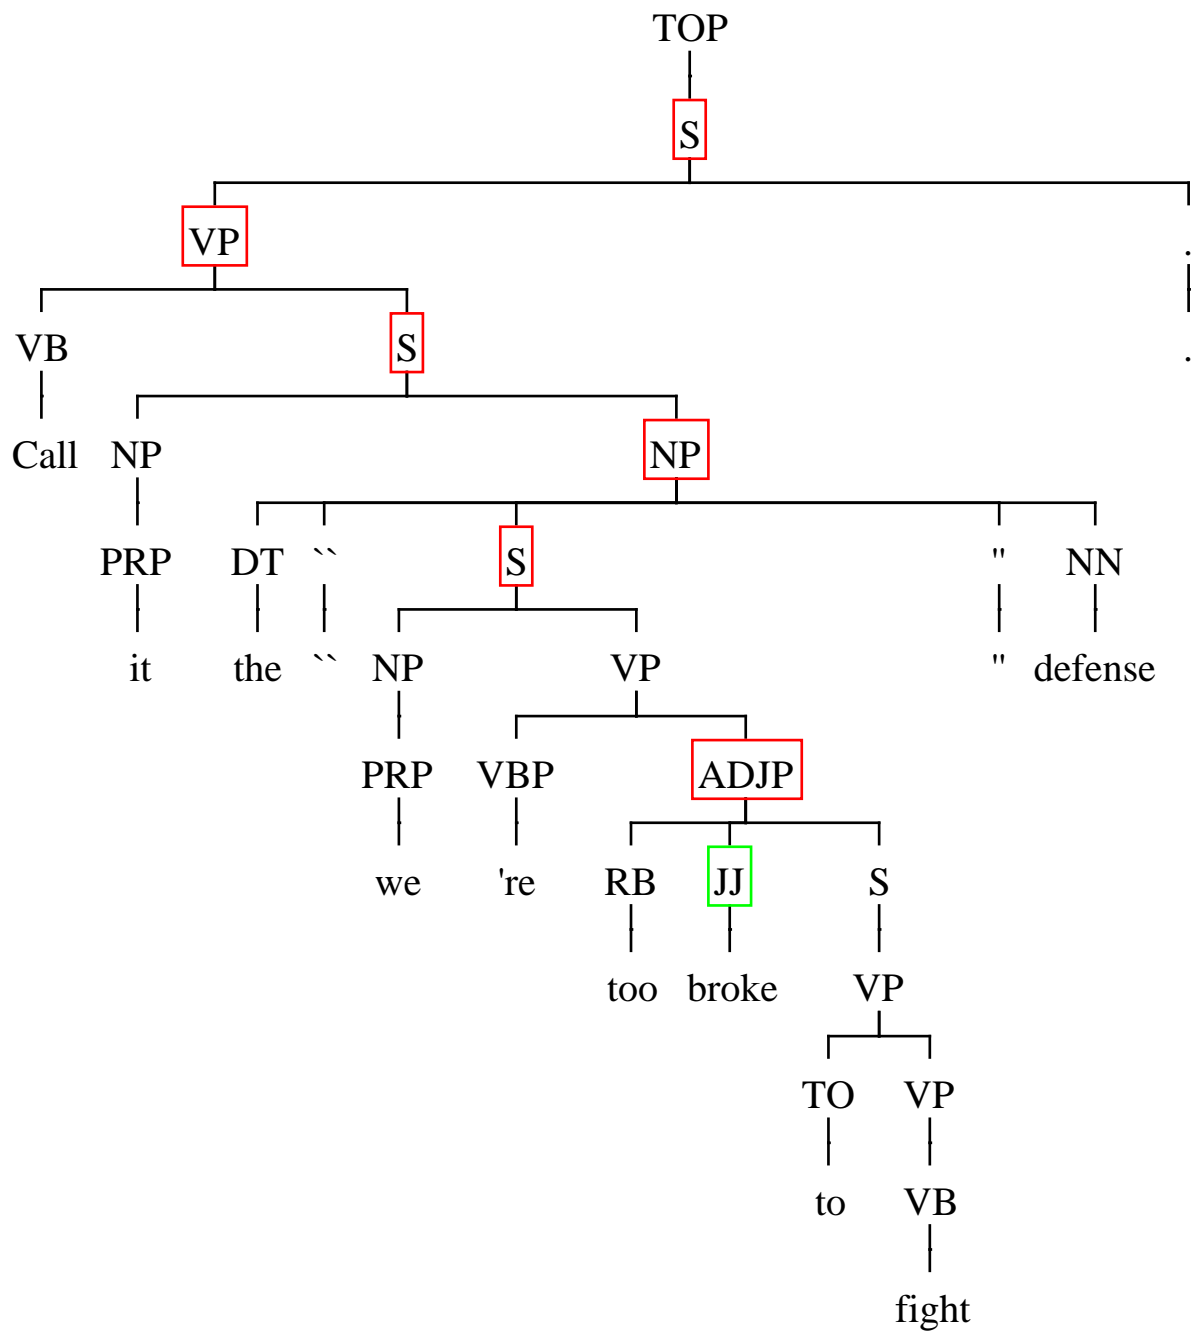 TOP
S
VP .
VB S .
Call NP NP
PRP DT `` S '' NN
it the `` NP VP '' defense
PRP VBP ADJP
we 're RB JJ S
too broke VP
TO VP
to VB
fight